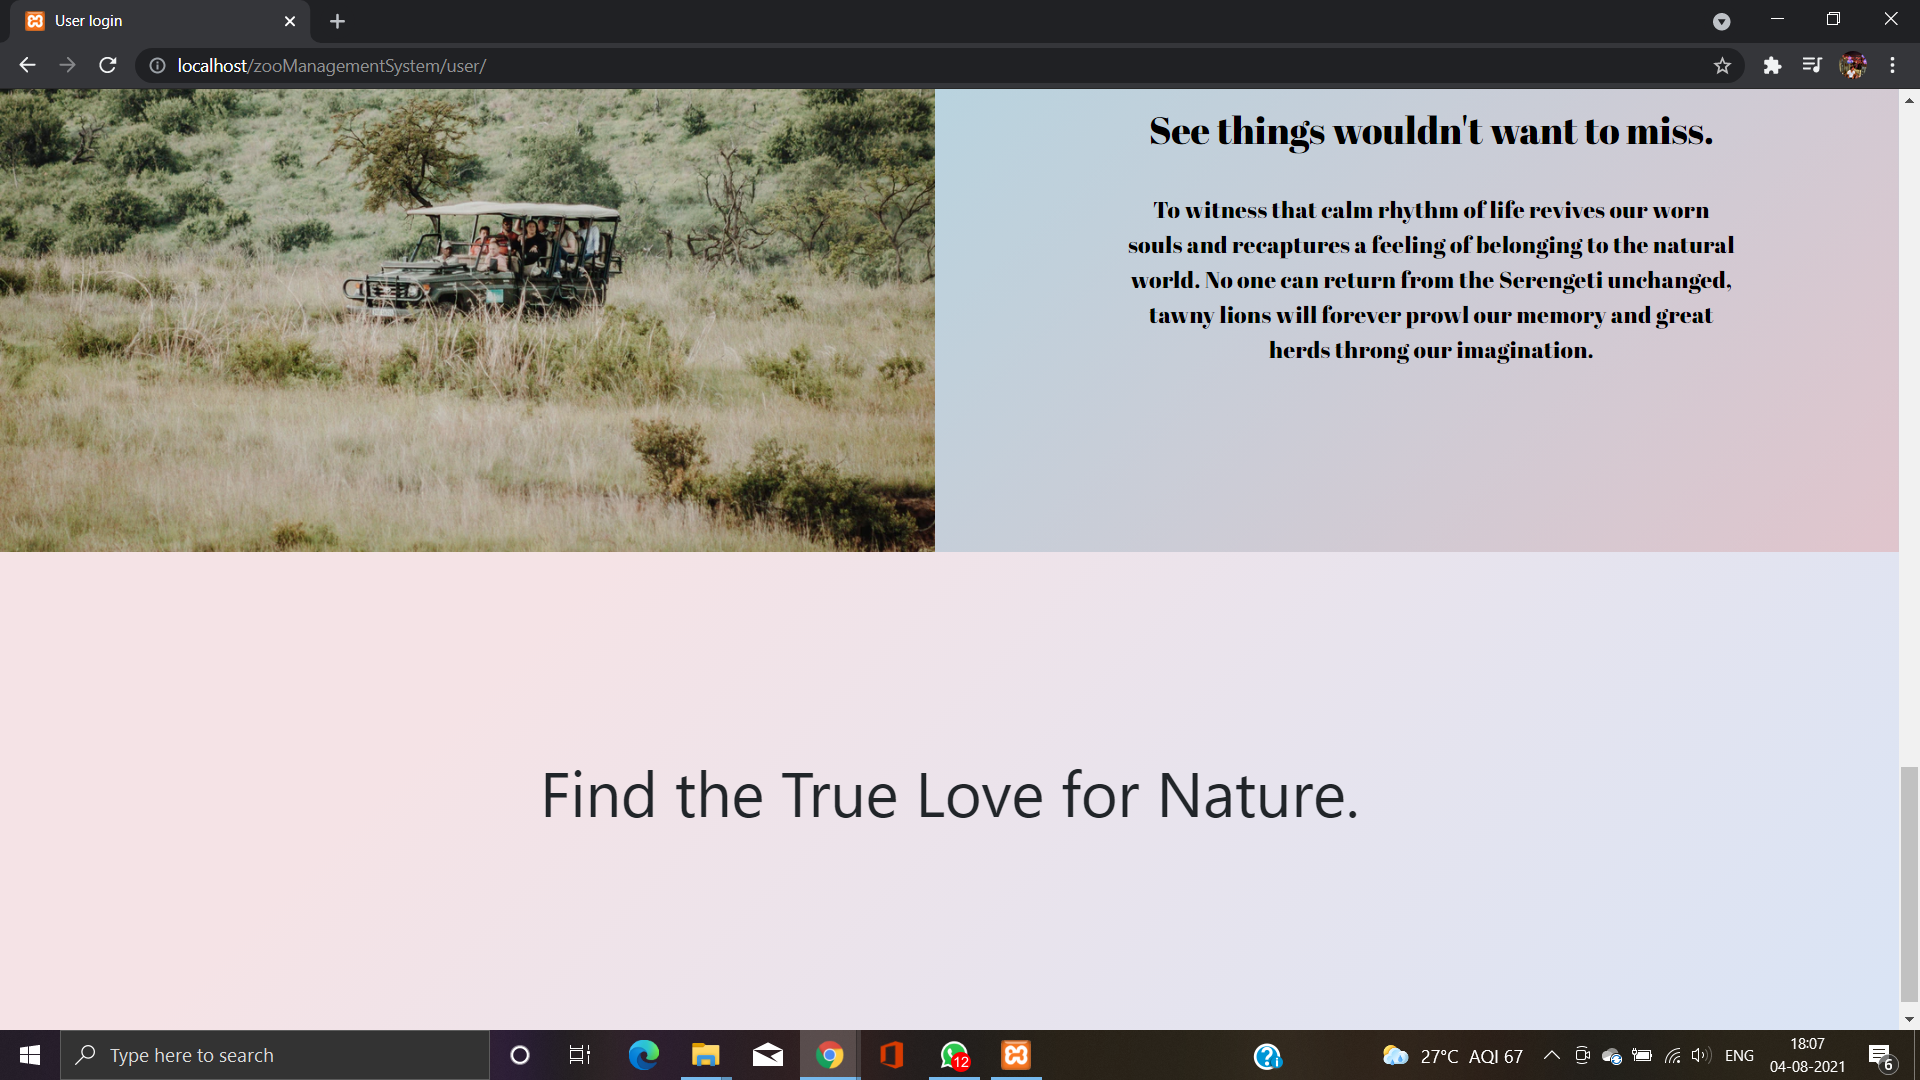 User login
localhost/zooManagementSystem/user/
See things wouldn't want to miss.
To witness that calm rhythm of life revives our worn
souls and recaptures a feeling of belonging to the natural
world. No one can return from the Serengeti unchanged,
tawny lions will forever prowl our memory and great
herds throng our imagination.
Find the True Love for Nature.
Type here to search
12
27°C AQI 67
ENG
18:07
04-08-2021
6